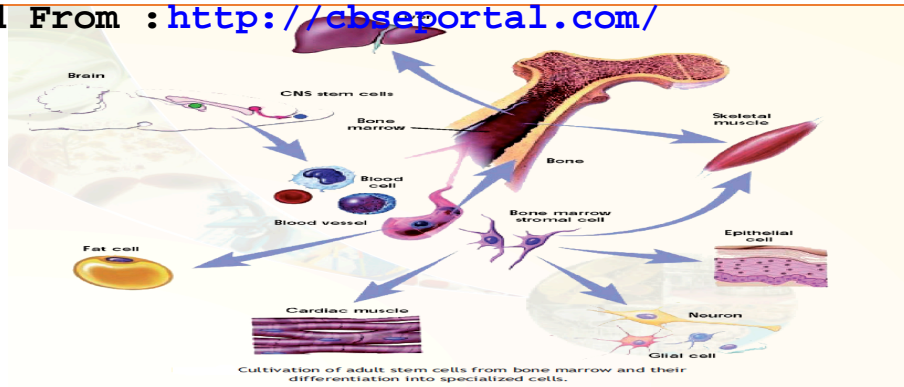 From : http://cbseportal.com/
Brain
CNS stem cells
Bone
marrow
Skeletal
muscle
Bone
Blood
cell
Blood vessel
Bone marrow
stromal cell
Epithelial
cell
Fat cell
Cardiac muscle
Neuron
Glial cell
Cultivation of adult stem cells from bone marrow and their
differentiation into specialized cells.